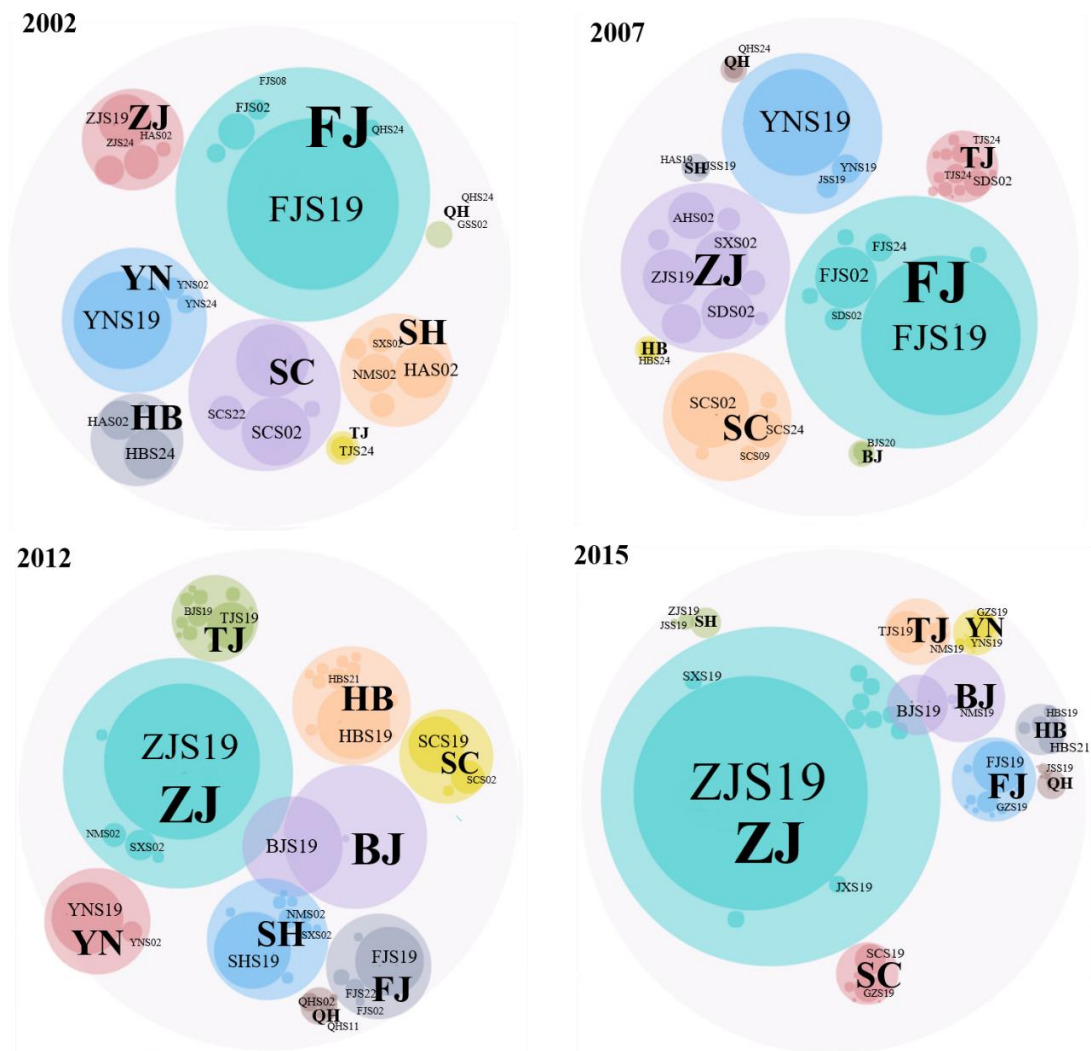 2002
FJS08
FJS02
FJ
QHS24
FJS19
ZJS19
ZJ
ZJS24
HAS02
QHS24
QH
GSS02
YN
YNS02
YNS24
YNS19
SC
SCS22
SCS02
SXS02
SH
NMS02
HAS02
HAS02
HB
HBS24
TJ
TJS24
2007
QHS24
QH
YNS19
YNS19
JSS19
TJS24
TJ
TJS24
SDS02
HAS19
SH
JSS19
AHS02
SXS02
ZJS19
ZJ
SDS02
FJS24
FJS02
FJ
SDS02
FJS19
HB
HBS24
SCS02
SC
SCS24
SCS09
BJS20
BJ
2012
BJS19
TJS19
TJ
ZJS19
ZJ
NMS02
SXS02
HBS21
HB
HBS19
SCS19
SC
SCS02
BJS19
BJ
YNS19
YN
YNS02
NMS02
SH
SXS02
SHS19
FJS19
FJS22
FJ
FJS02
QHS02
QH
QHS11
2015
ZJS19
JSS19
SH
SXS19
TJS19
TJ
NMS19
GZS19
YN
YNS19
BJS19
BJ
NMS19
HBS19
HB
HBS21
FJS19
FJ
GZS19
JSS19
QH
ZJS19
ZJ
JXS19
SCS19
SC
GZS19